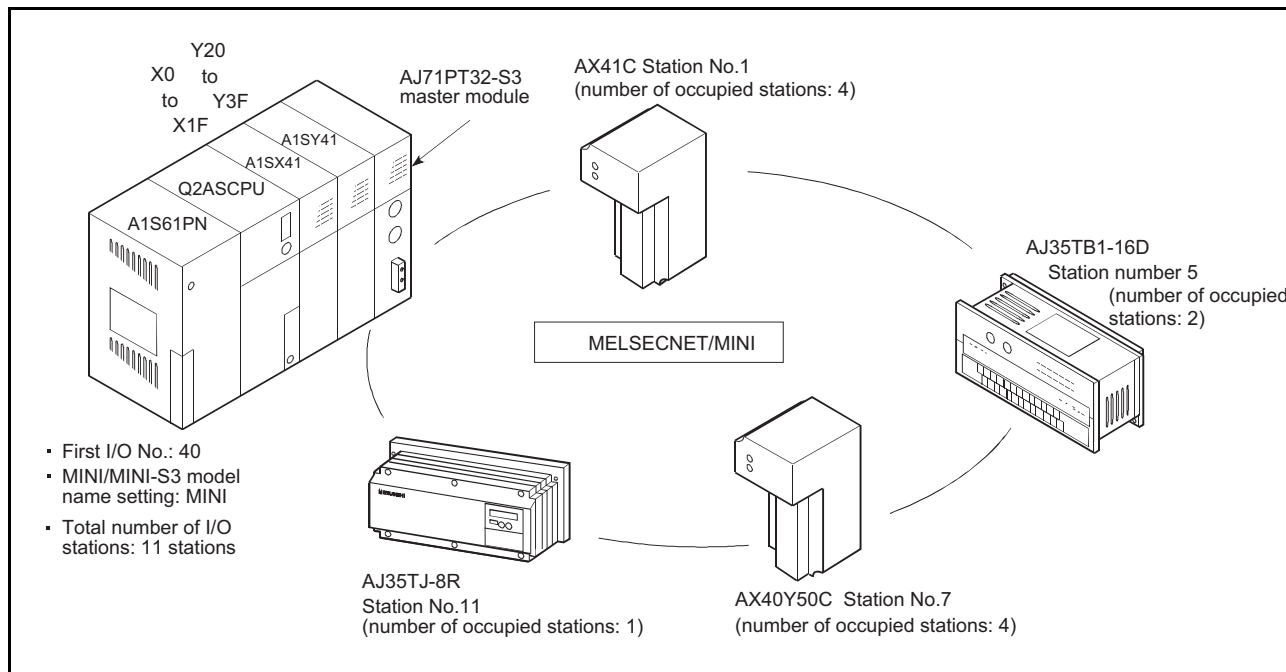 Y20
X0 to
to Y3F
X1F
AJ71PT32-S3
master module
A1SY41
A1SX41
Q2ASCPU
A1S61PN
AX41C Station No.1
(number of occupied stations: 4)
AJ35TB1-16D
Station number 5
(number of occupied
stations: 2)
MELSECNET/MINI
▪ First I/O No.: 40
▪ MINI/MINI-S3 model
name setting: MINI
▪ Total number of I/O
stations: 11 stations
MITSUBISHI
AJ35TJ-8R
Station No.11
(number of occupied stations: 1)
AX40Y50C Station No.7
(number of occupied stations: 4)